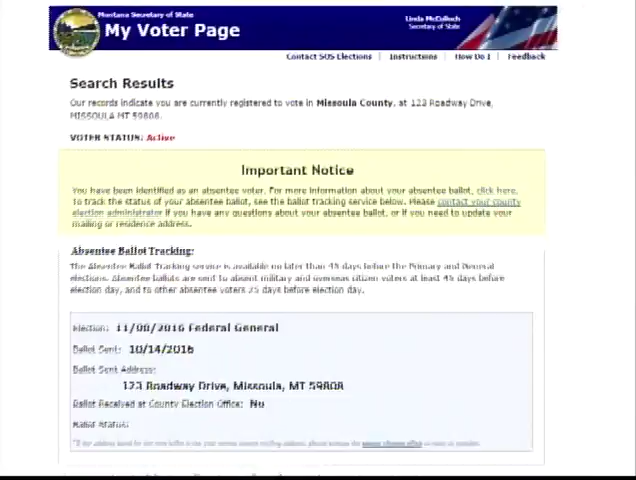 Montana Secretary of State
My Voter Page
Linda McCulloch
Secretary of State
Contact SOS Elections | Instructions | How Do I | Feedback
Search Results
Our records indicate you are currently registered to vote in Missoula County, at 123 Roadway Drive,
MISSOULA MT 59808.
VOTER STATUS: Active
Important Notice
You have been identified as an absentee voter. For more information about your absentee ballot, click here.
To track the status of your absentee ballot, see the ballot tracking service below. Please contact your county
election administrator if you have any questions about your absentee ballot, or if you need to update your
mailing or residence address.
Absentee Ballot Tracking:
The Absentee Ballot Tracking service is available no later than 45 days before the Primary and General
elections. Absentee ballots are sent to absent military and overseas citizen voters at least 45 days before
election day, and to other absentee voters 25 days before election day.
Election: 11/08/2016 Federal General
Ballot Sent: 10/14/2016
Ballot Sent Address:
123 Roadway Drive, Missoula, MT 59808
Ballot Received at County Election Office: No
Ballot Status: